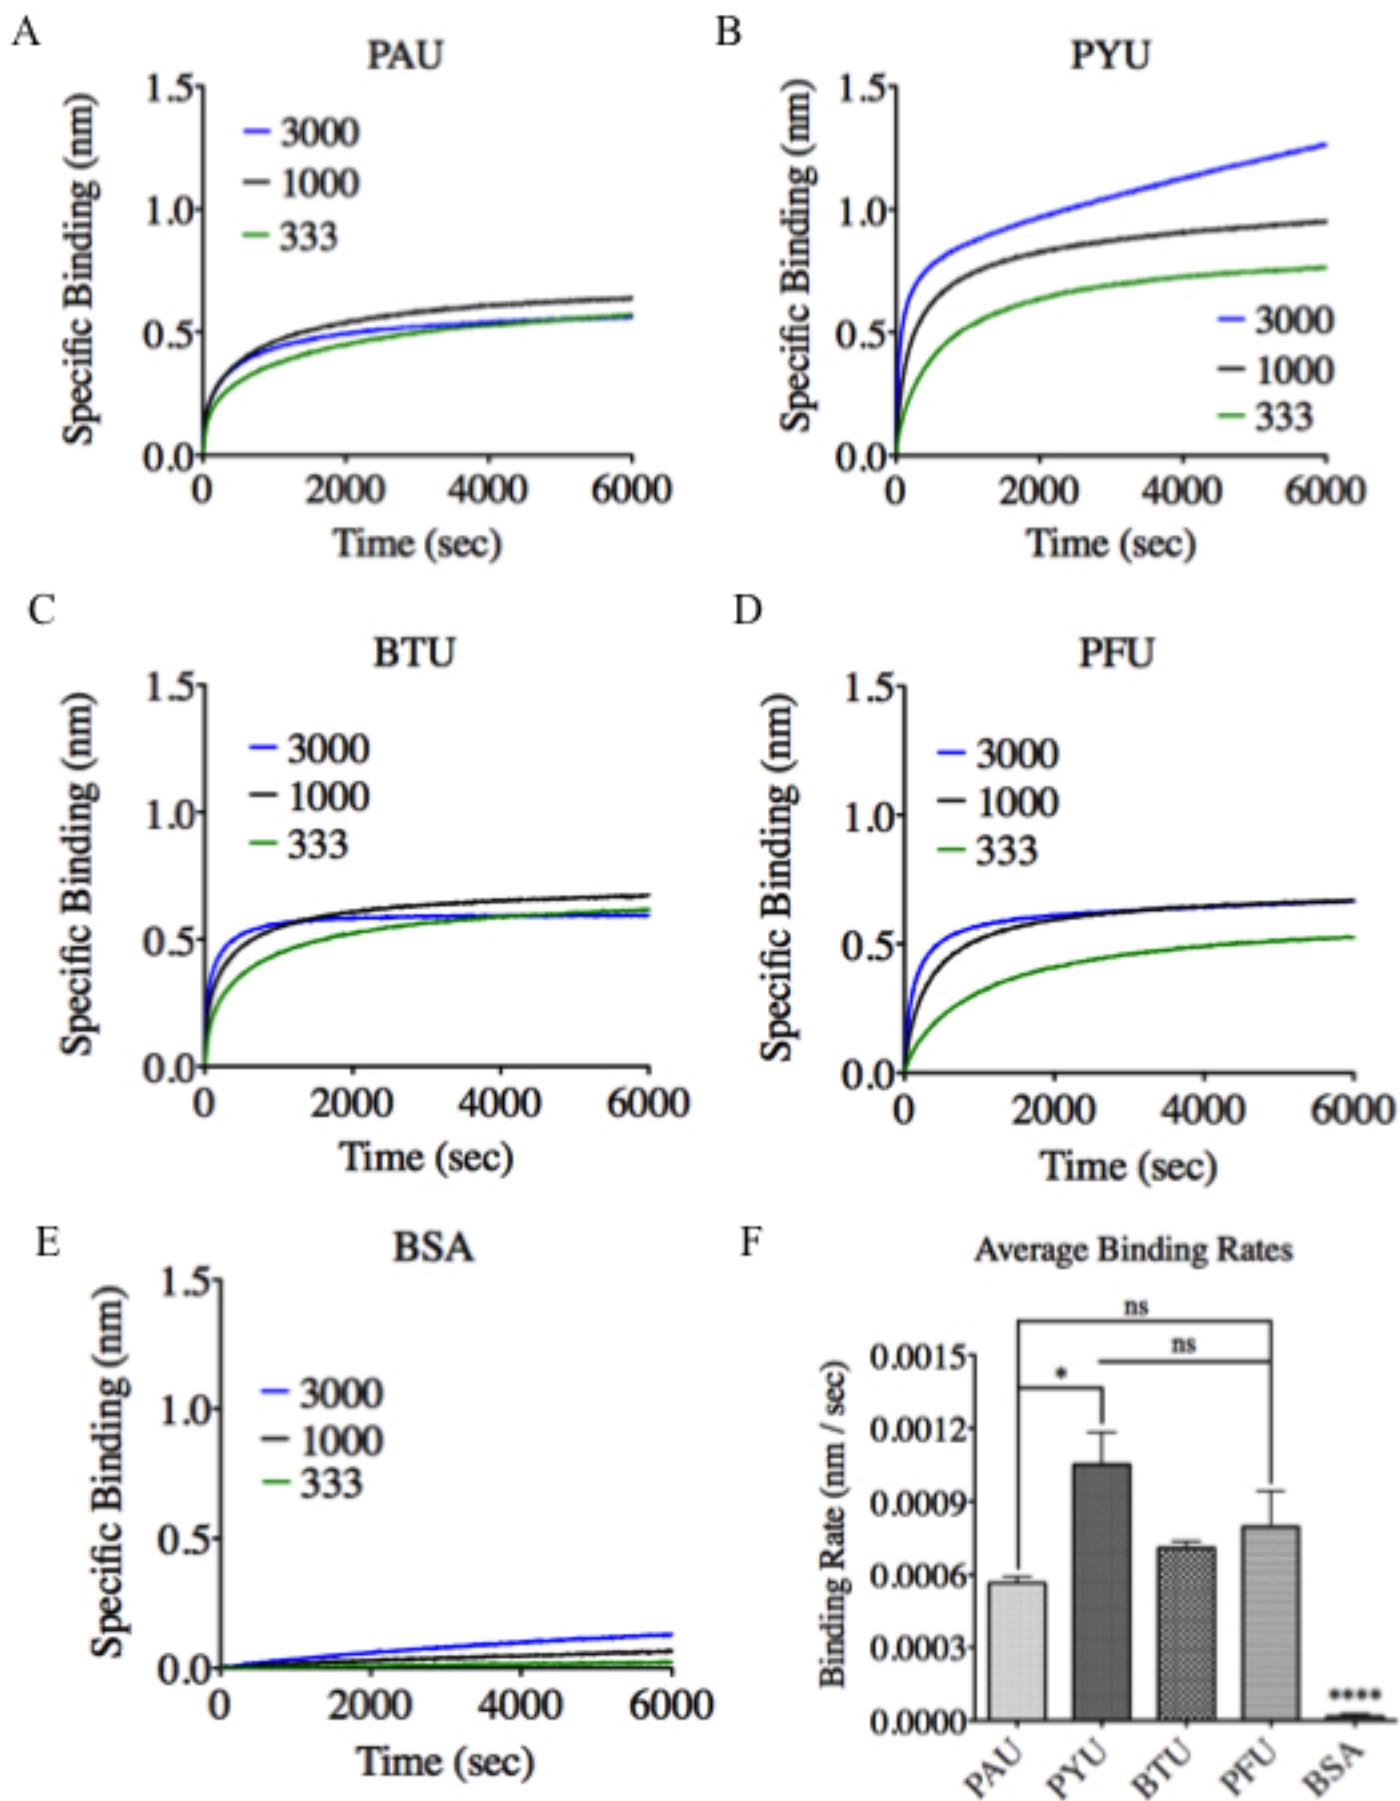 A
PAU
Specific Binding (nm)
1.5
1.0
0.5
0.0
3000
1000
333
0 2000 4000 6000
Time (sec)
B
PYU
Specific Binding (nm)
1.5
1.0
0.5
0.0
3000
1000
333
0 2000 4000 6000
Time (sec)
C
BTU
Specific Binding (nm)
1.5
1.0
0.5
0.0
3000
1000
333
0 2000 4000 6000
Time (sec)
D
PFU
Specific Binding (nm)
1.5
1.0
0.5
0.0
3000
1000
333
0 2000 4000 6000
Time (sec)
E
BSA
Specific Binding (nm)
1.5
1.0
0.5
0.0
3000
1000
333
0 2000 4000 6000
Time (sec)
F
Average Binding Rates
Binding Rate (nm / sec)
0.0015
0.0012
0.0009
0.0006
0.0003
0.0000
ns
ns
*
****
PAU PYU BTU PFU BSA